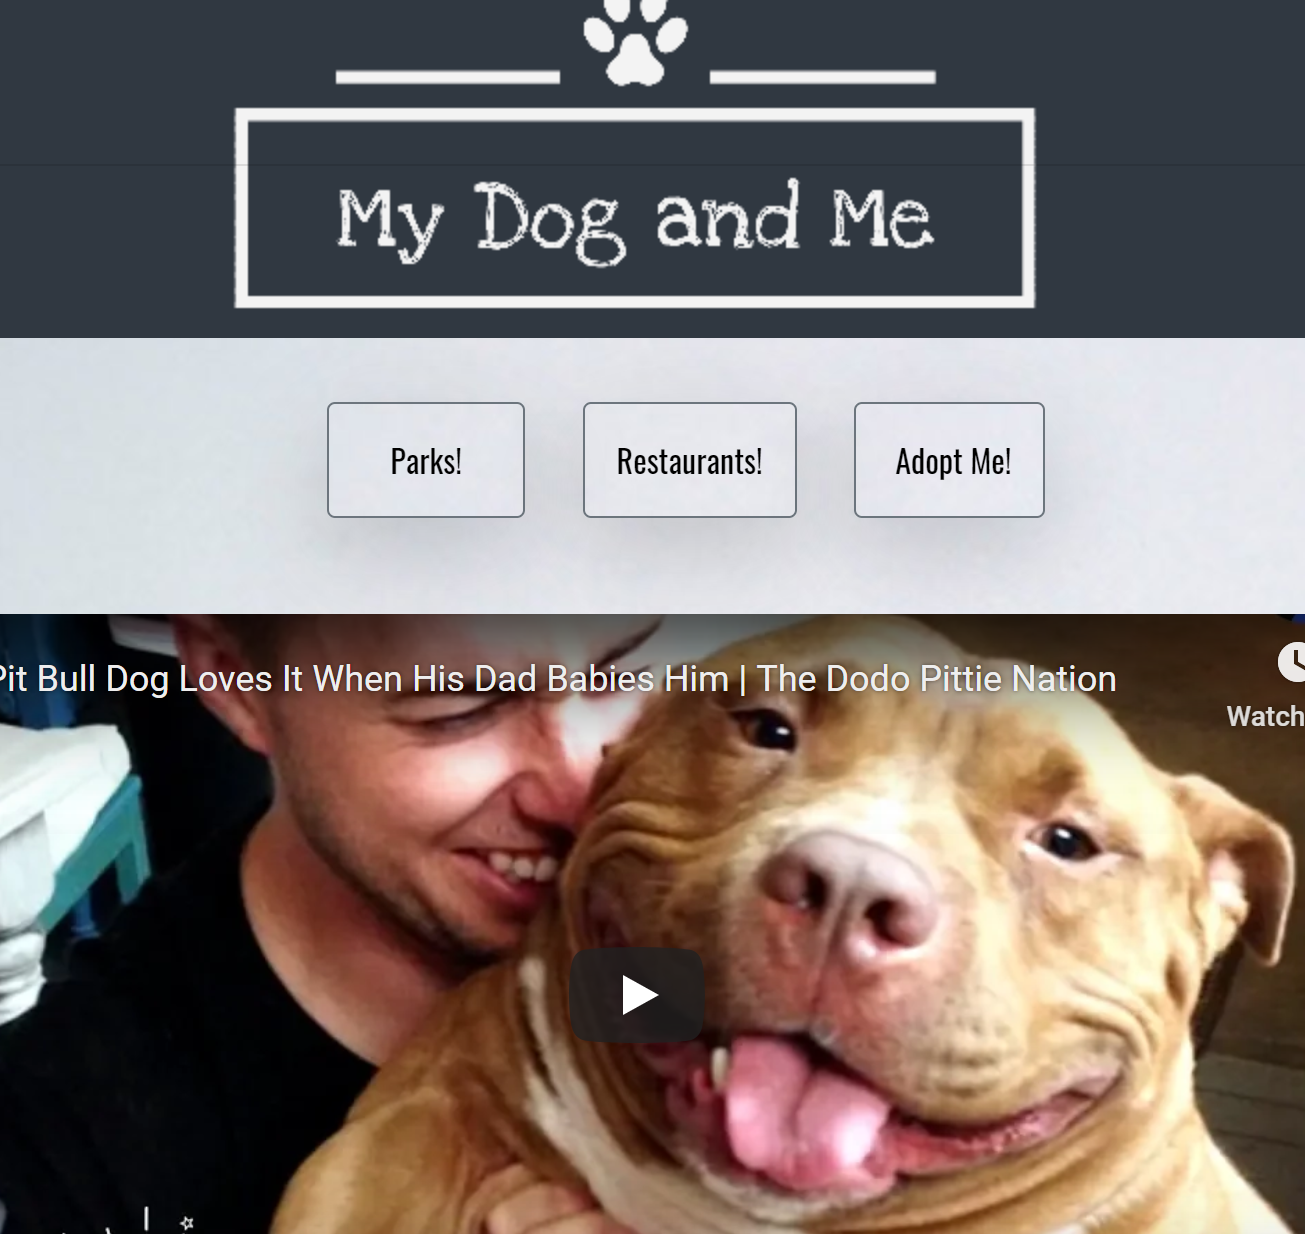 My Dog and Me
Parks!
Restaurants!
Adopt Me!
Pit Bull Dog Loves It When His Dad Babies Him | The Dodo Pittie Nation
Watch